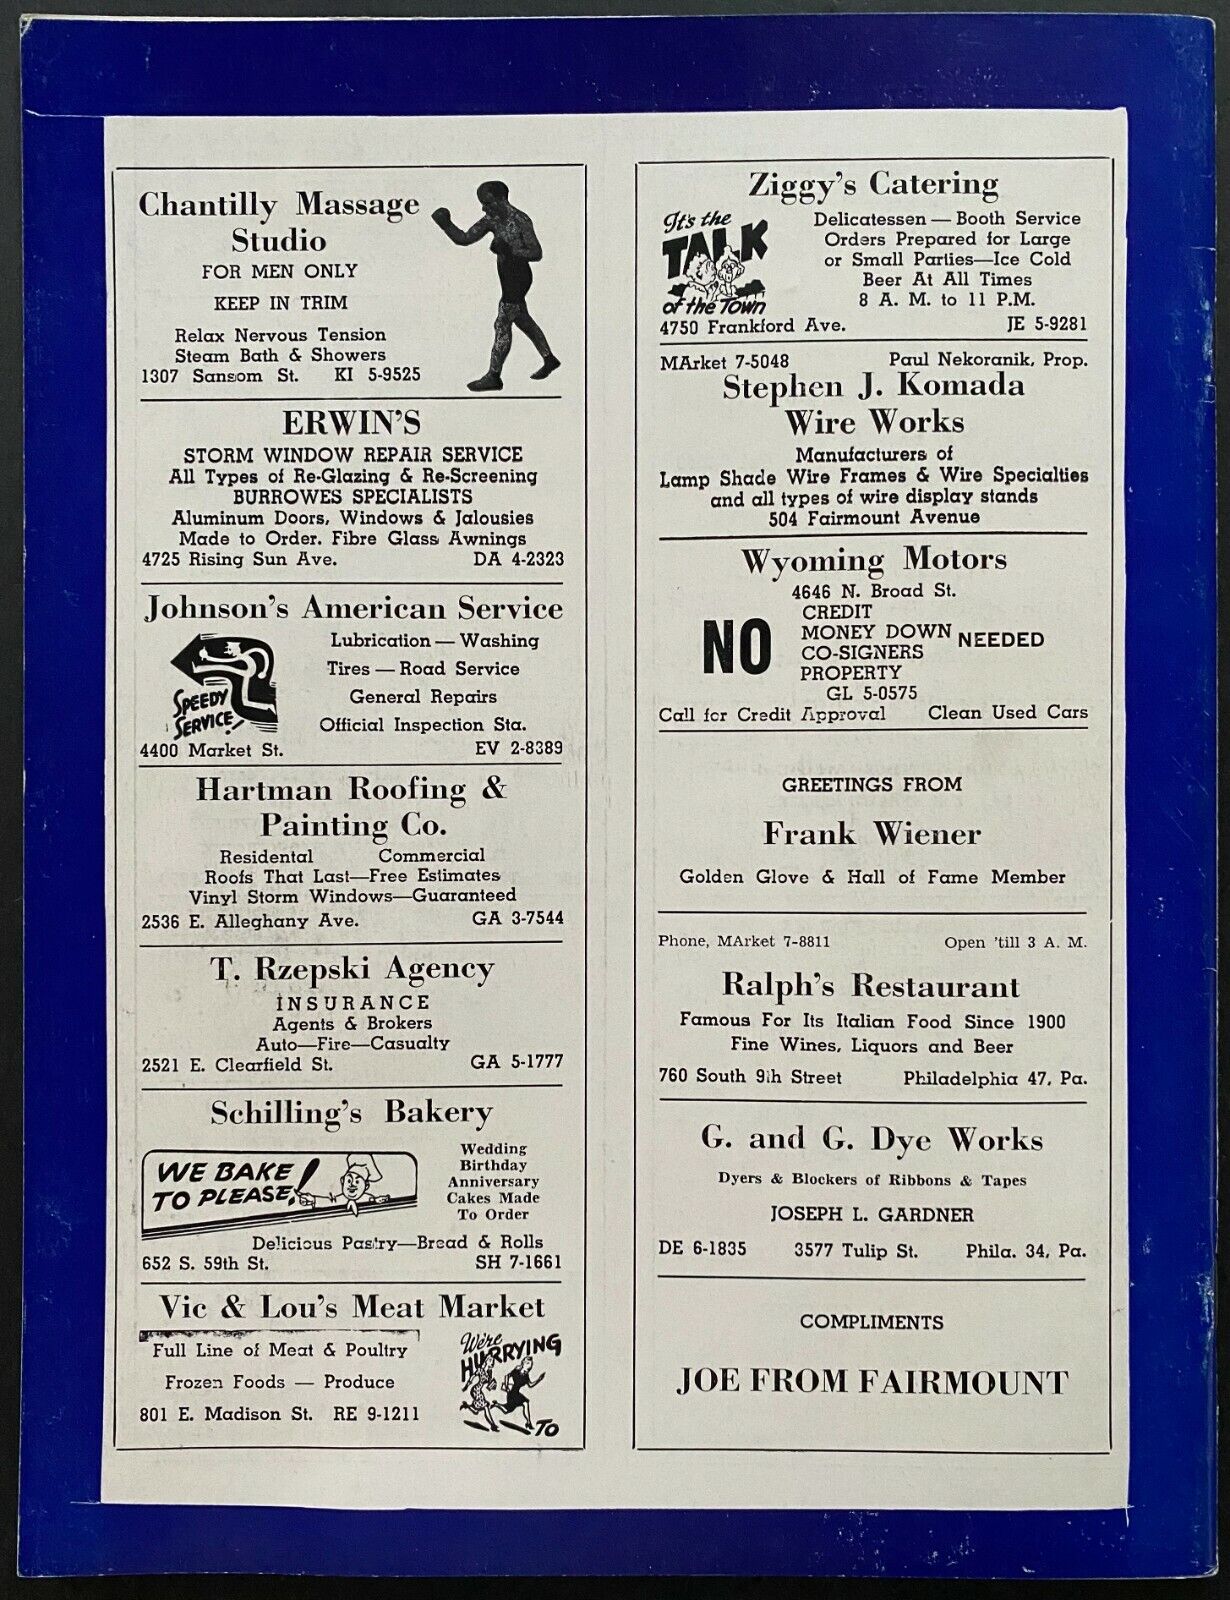 Chantilly Massage
Studio
FOR MEN ONLY
KEEP IN TRIM
Relax Nervous Tension
Steam Bath & Showers
1307 Sansom St. KI 5-9525
ERWIN'S
STORM WINDOW REPAIR SERVICE
All Types of Re-Glazing & Re-Screening
BURROWES SPECIALISTS
Aluminum Doors, Windows & Jalousies
Made to Order. Fibre Glass Awnings
4725 Rising Sun Ave. DA 4-2323
Johnson's American Service
Lubrication — Washing
Tires — Road Service
General Repairs
Official Inspection Sta.
SPEEDY
SERVICE!
4400 Market St. EV 2-8389
Hartman Roofing &
Painting Co.
Residential Commercial
Roofs That Last—Free Estimates
Vinyl Storm Windows—Guaranteed
2536 E. Alleghany Ave. GA 3-7544
T. Rzepski Agency
INSURANCE
Agents & Brokers
Auto—Fire—Casualty
2521 E. Clearfield St. GA 5-1777
Schilling's Bakery
WE BAKE
TO PLEASE!
Wedding
Birthday
Anniversary
Cakes Made
To Order
Delicious Pastry—Bread & Rolls
652 S. 59th St. SH 7-1661
Vic & Lou's Meat Market
Full Line of Meat & Poultry
Frozen Foods — Produce
801 E. Madison St. RE 9-1211
We're
HURRYING
TO
Ziggy's Catering
It's the
TALK
of the Town
Delicatessen — Booth Service
Orders Prepared for Large
or Small Parties—Ice Cold
Beer At All Times
8 A. M. to 11 P.M.
4750 Frankford Ave. JE 5-9281
MArket 7-5048 Paul Nekoranik, Prop.
Stephen J. Komada
Wire Works
Manufacturers of
Lamp Shade Wire Frames & Wire Specialties
and all types of wire display stands
504 Fairmount Avenue
Wyoming Motors
4646 N. Broad St.
NO
CREDIT
MONEY DOWN
CO-SIGNERS
PROPERTY
NEEDED
GL 5-0575
Call for Credit Approval Clean Used Cars
GREETINGS FROM
Frank Wiener
Golden Glove & Hall of Fame Member
Phone, MArket 7-8811 Open 'till 3 A. M.
Ralph's Restaurant
Famous For Its Italian Food Since 1900
Fine Wines, Liquors and Beer
760 South 9th Street Philadelphia 47, Pa.
G. and G. Dye Works
Dyers & Blockers of Ribbons & Tapes
JOSEPH L. GARDNER
DE 6-1835 3577 Tulip St. Phila. 34, Pa.
COMPLIMENTS
JOE FROM FAIRMOUNT